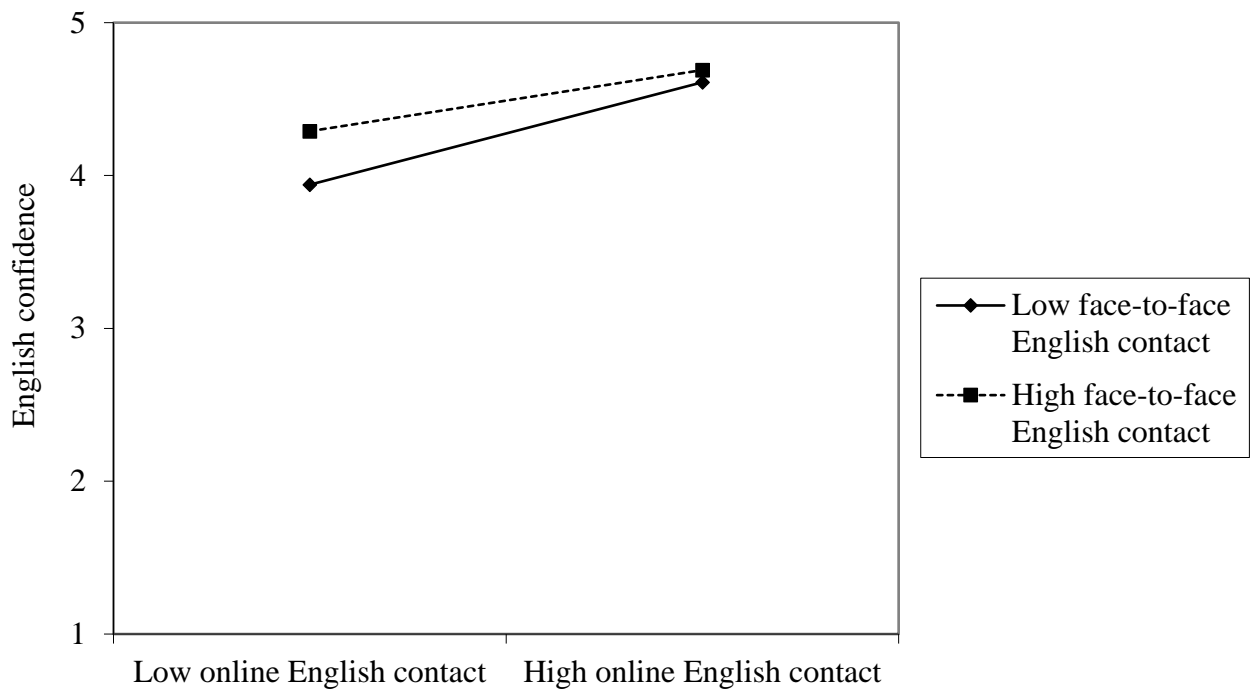 5
4
3
2
1
English confidence
Low online English contact
High online English contact
Low face-to-face
English contact
High face-to-face
English contact